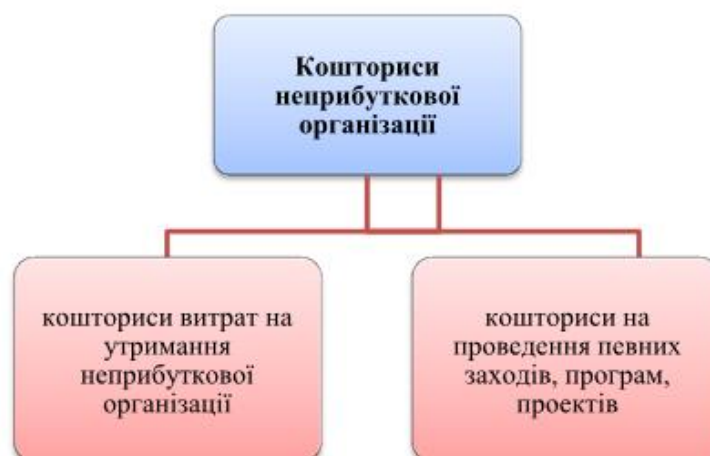 Кошториси
неприбуткової
організації
кошториси витрат на
утримання
неприбуткової
організації
кошториси на
проведення певних
заходів, програм,
проектів